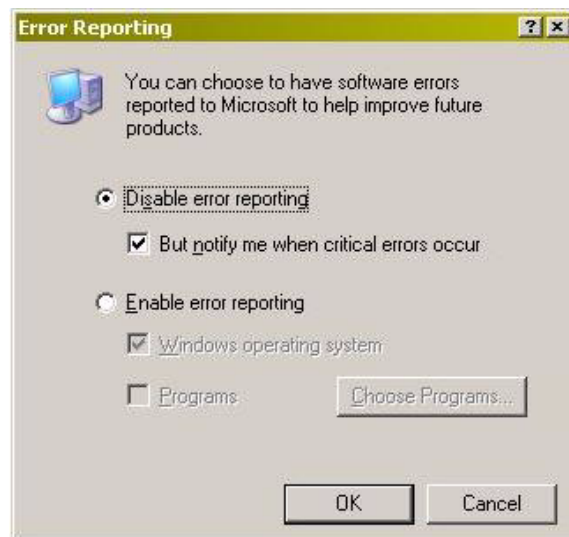 Error Reporting
You can choose to have software errors
reported to Microsoft to help improve future
products.
Disable error reporting
But notify me when critical errors occur
Enable error reporting
Windows operating system
Programs
Choose Programs...
OK
Cancel